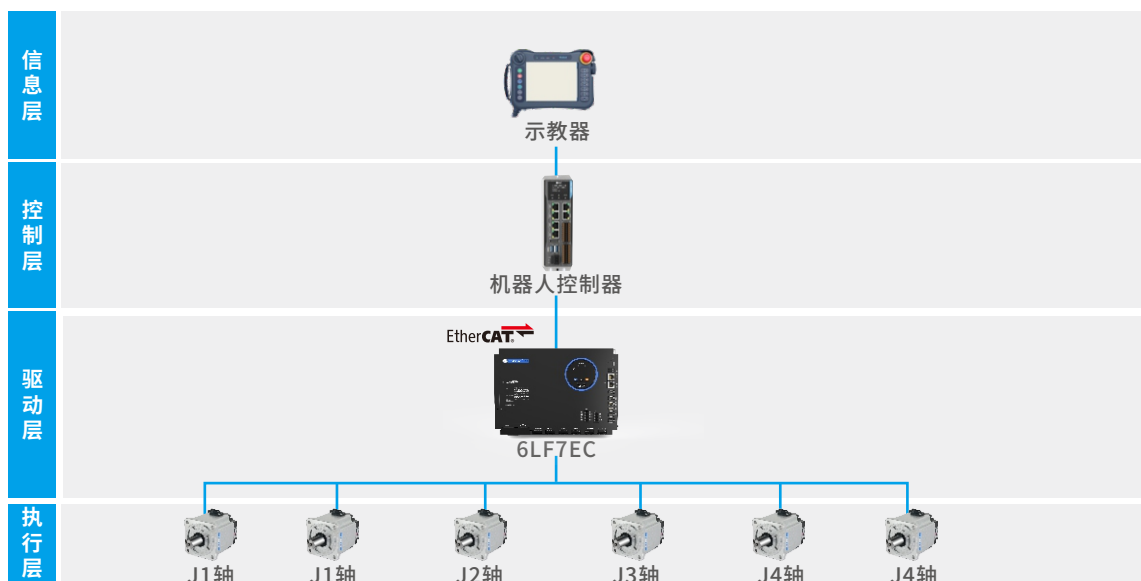 信息层
示教器
控制层
机器人控制器
驱动层
EtherCAT
6LF7EC
执行层
J1轴
J1轴
J2轴
J3轴
J4轴
J4轴